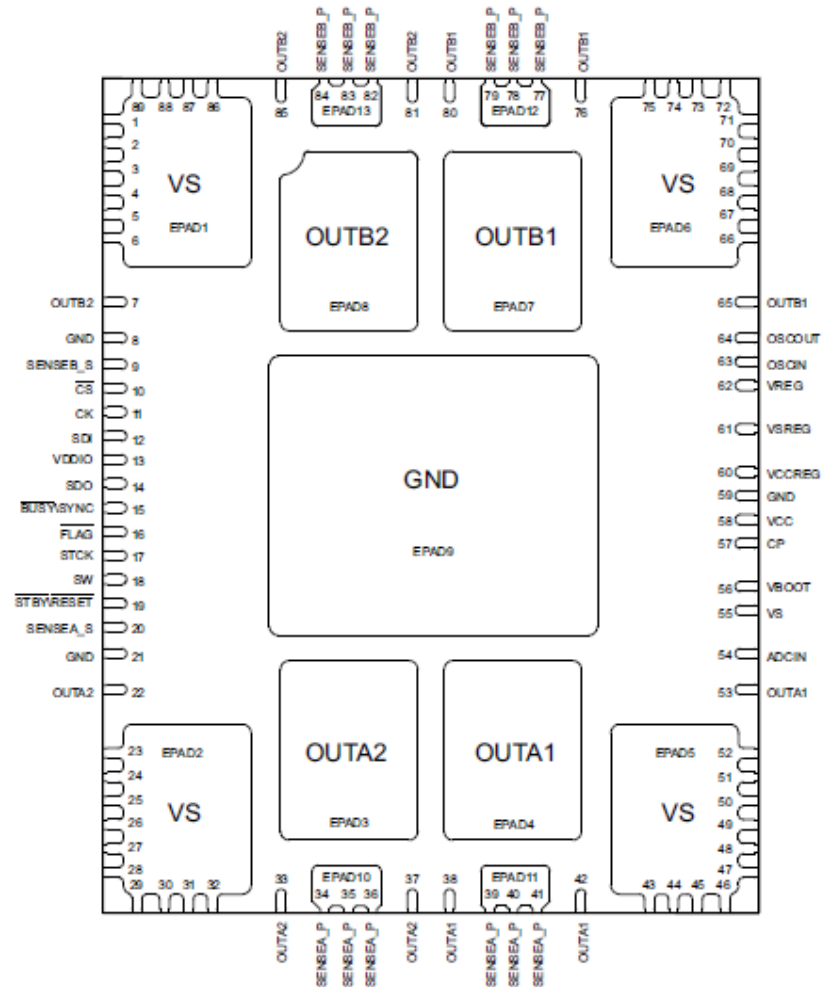 OUTB2 SENSEB_P SENSEB_P SENSEB_P OUTB2 OUTB1 SENSEB_P SENSEB_P SENSEB_P OUTB1
89 88 87 86 85 84 83 82 81 80 79 78 77 76 75 74 73 72
EPAD13 EPAD12
1 71
2 70
3 69
VS VS
4 68
5 67
EPAD1 EPAD6
6 66
OUTB2 OUTB1
EPAD8 EPAD7
OUTB2 7 65 OUTB1
GND 8 64 OSCOUT
SENSEB_S 9 63 OSCIN
CS 10 62 VREG
CK 11
SDI 12 61 VSREG
VDDIO 13
SDO 14 60 VCCREG
GND
BUSY\SYNC 15 59 GND
FLAG 16 58 VCC
STCK 17 57 CP
EPAD9
SW 18 56 VBOOT
STBY\RESET 19 55 VS
SENSEA_S 20
GND 21 54 ADCIN
OUTA2 22 53 OUTA1
23 EPAD2 EPAD5 52
OUTA2 OUTA1
24 51
25 50
VS VS
26 49
EPAD3 EPAD4
27 48
28 47
EPAD10 EPAD11
29 30 31 32 33 34 35 36 37 38 39 40 41 42 43 44 45 46
OUTA2 SENSEA_P SENSEA_P SENSEA_P OUTA2 OUTA1 SENSEA_P SENSEA_P SENSEA_P OUTA1